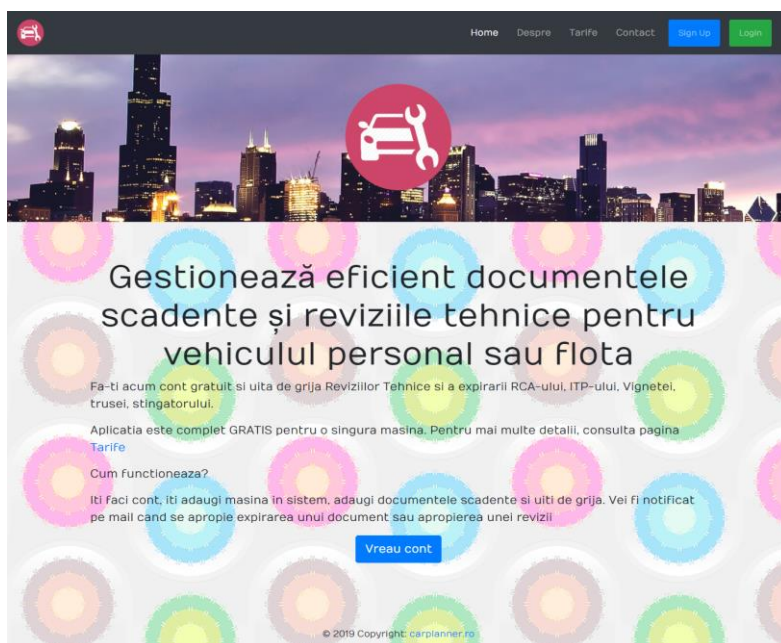 Home Despre Tarife Contact Sign Up Login
Gestionează eficient documentele
scadente și reviziile tehnice pentru
vehiculul personal sau flota
Fa-ti acum cont gratuit si uita de grija Reviziilor Tehnice si a expirarii RCA-ului, ITP-ului, Vignetei,
trusei, stingatorului.
Aplicatia este complet GRATIS pentru o singura masina. Pentru mai multe detalii, consulta pagina
Tarife
Cum functioneaza?
Iti faci cont, iti adaugi masina in sistem, adaugi documentele scadente si uiti de grija. Vei fi notificat
pe mail cand se apropie expirarea unui document sau apropierea unei revizii
Vreau cont
© 2019 Copyright: carplanner.ro